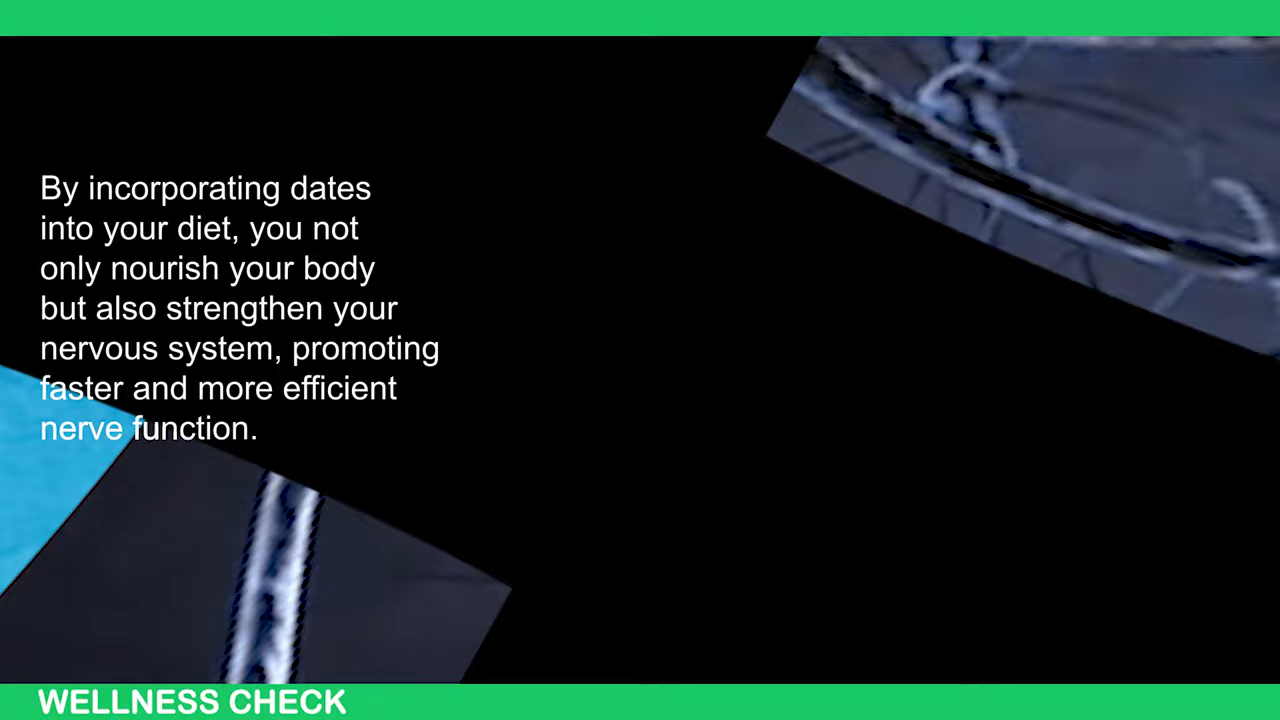 By incorporating dates
into your diet, you not
only nourish your body
but also strengthen your
nervous system, promoting
faster and more efficient
nerve function.
WELLNESS CHECK